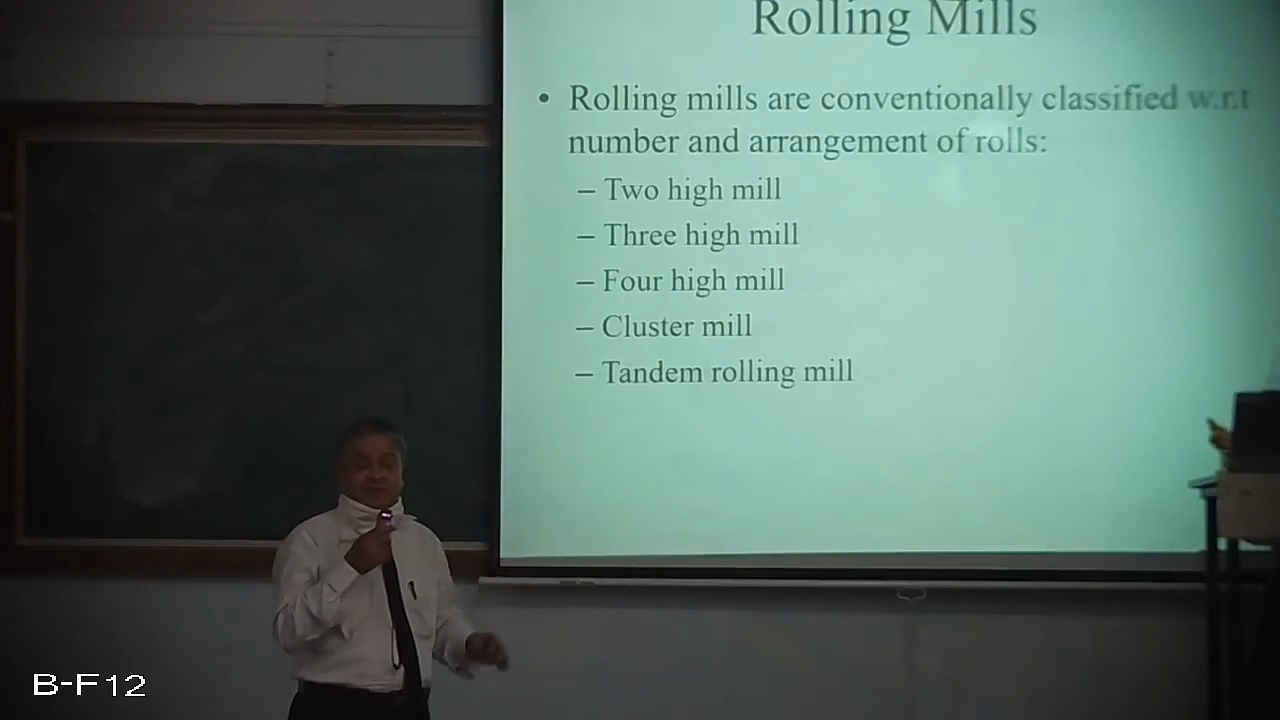 Rolling Mills
• Rolling mills are conventionally classified w.r.t
number and arrangement of rolls:
– Two high mill
– Three high mill
– Four high mill
– Cluster mill
– Tandem rolling mill
B-F12